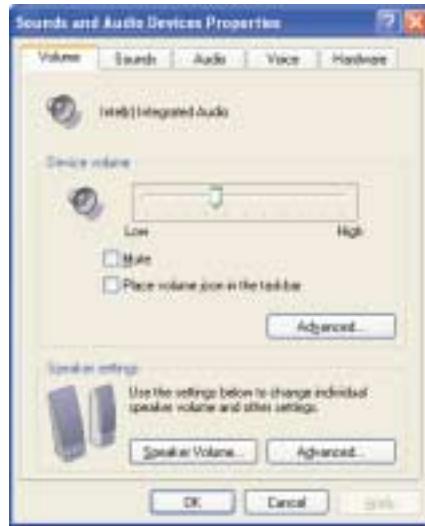 Sounds and Audio Devices Properties
Volume Sounds Audio Voice Hardware
Intel(r) Integrated Audio
Device volume
Low High
Mute
Place volume icon in the taskbar
Advanced...
Speaker settings
Use the settings below to change individual
speaker volume and other settings.
Speaker Volume... Advanced...
OK Cancel Apply